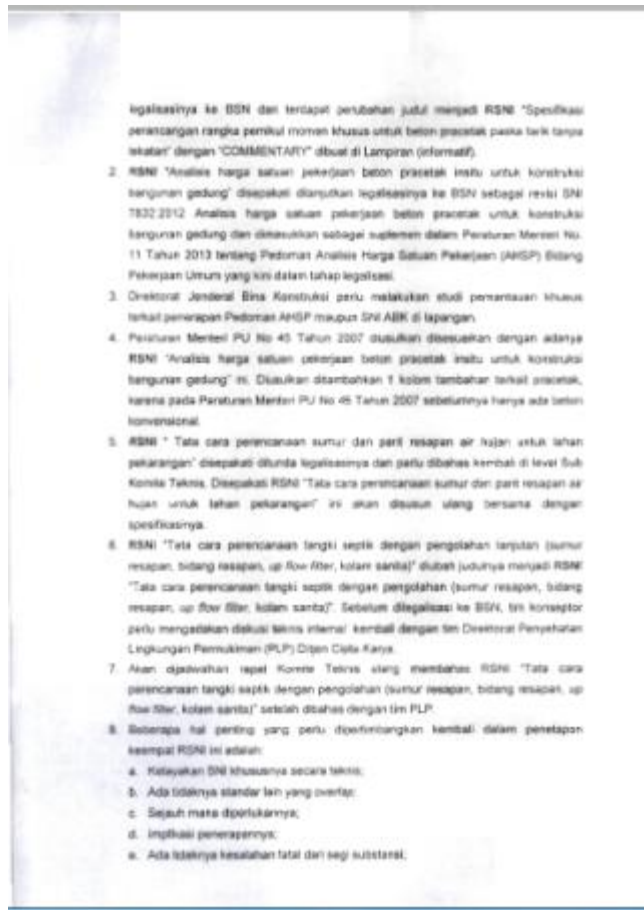 legalisasinya ke BSN dan terdapat perubahan judul menjadi RSNI "Spesifikasi
perancangan rangka pemikul momen khusus untuk beton pracetak paska tarik tanpa
lekatan" dengan "COMMENTARY" dibuat di Lampiran (informatif).
2. RSNI "Analisis harga satuan pekerjaan beton pracetak insitu untuk konstruksi
bangunan gedung" disepakati dilanjutkan legalisasinya ke BSN sebagai revisi SNI
7832:2012 Analisis harga satuan pekerjaan beton pracetak untuk konstruksi
bangunan gedung dan dimasukkan sebagai suplemen dalam Peraturan Menteri No.
11 Tahun 2013 tentang Pedoman Analisis Harga Satuan Pekerjaan (AHSP) Bidang
Pekerjaan Umum yang kini dalam tahap legalisasi.
3. Direktorat Jenderal Bina Konstruksi perlu melakukan studi pemantauan khusus
terkait penerapan Pedoman AHSP maupun SNI ABK di lapangan.
4. Peraturan Menteri PU No 45 Tahun 2007 diusulkan disesuaikan dengan adanya
RSNI "Analisis harga satuan pekerjaan beton pracetak insitu untuk konstruksi
bangunan gedung" ini. Diusulkan ditambahkan 1 kolom tambahan terkait pracetak,
karena pada Peraturan Menteri PU No 45 Tahun 2007 sebelumnya hanya ada beton
konvensional.
5. RSNI " Tata cara perencanaan sumur dan parit resapan air hujan untuk lahan
pekarangan" disepakati ditunda legalisasinya dan perlu dibahas kembali di level Sub
Komite Teknis. Disepakati RSNI "Tata cara perencanaan sumur dan parit resapan air
hujan untuk lahan pekarangan" ini akan disusun ulang bersama dengan
spesifikasinya.
6. RSNI "Tata cara perencanaan tangki septik dengan pengolahan lanjutan (sumur
resapan, bidang resapan, up flow filter, kolam sanita)" diubah judulnya menjadi RSNI
"Tata cara perencanaan tangki septik dengan pengolahan (sumur resapan, bidang
resapan, up flow filter, kolam sanita)". Sebelum dilegalisasi ke BSN, tim konseptor
perlu mengadakan diskusi teknis internal kembali dengan tim Direktorat Penyehatan
Lingkungan Permukiman (PLP) Ditjen Cipta Karya.
7. Akan dijadwalkan rapat Komite Teknis ulang membahas RSNI "Tata cara
perencanaan tangki septik dengan pengolahan (sumur resapan, bidang resapan, up
flow filter, kolam sanita)" setelah dibahas dengan tim PLP.
8. Beberapa hal penting yang perlu dipertimbangkan kembali dalam penetapan
keempat RSNI ini adalah:
a. Kelayakan SNI khususnya secara teknis;
b. Ada tidaknya standar lain yang overlap;
c. Sejauh mana diperlukannya;
d. Implikasi penerapannya;
e. Ada tidaknya kesalahan fatal dari segi substansi;